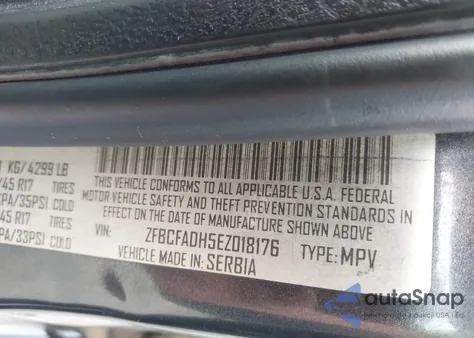 KG/4299 LB
/45 R17 TIRES
PA/35PSI COLD
45 R17 TIRES
PA/33PSI COLD
THIS VEHICLE CONFORMS TO ALL APPLICABLE U.S.A. FEDERAL
MOTOR VEHICLE SAFETY AND THEFT PREVENTION STANDARDS IN
EFFECT ON THE DATE OF MANUFACTURE SHOWN ABOVE
VIN: ZFBCFADH5EZ018176 TYPE: MPV
VEHICLE MADE IN: SERBIA
autoSnap